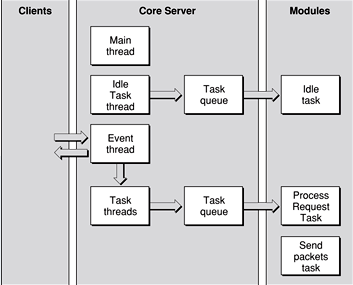 Clients
Core Server
Modules
Main
thread
Idle
Task
thread
Task
queue
Idle
task
Event
thread
Task
threads
Task
queue
Process
Request
Task
Send
packets
task